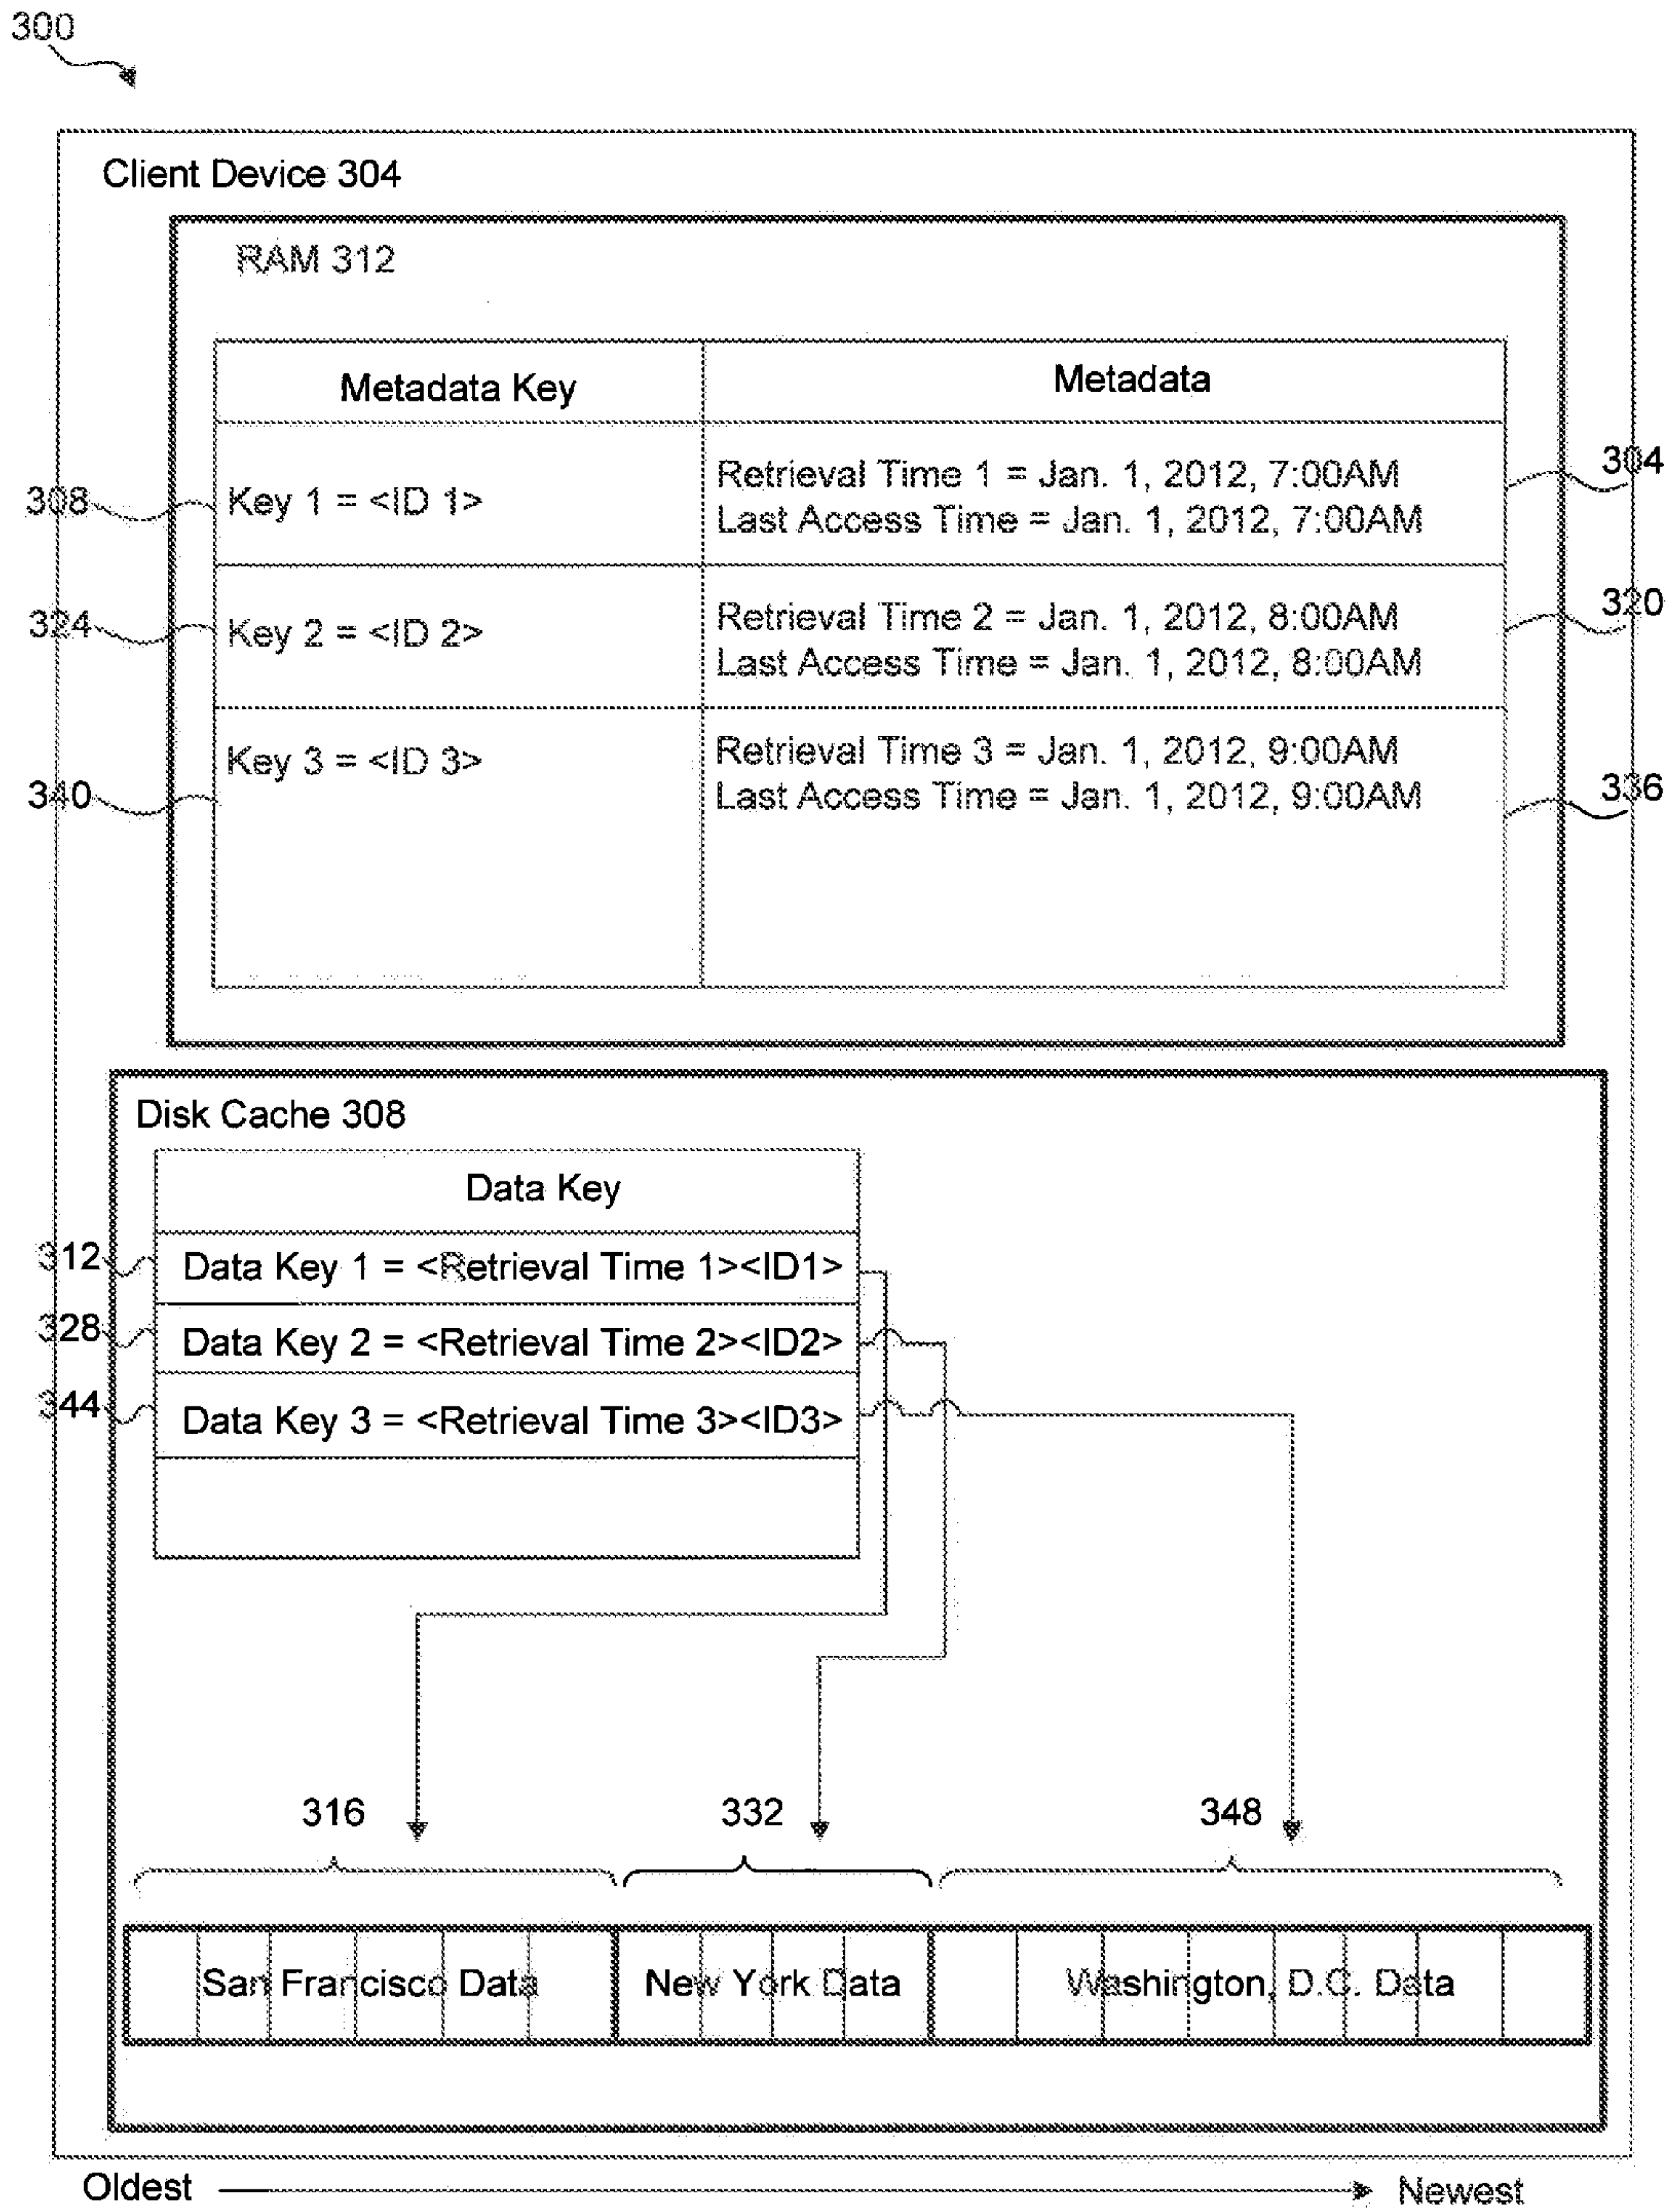 300
Client Device 304
RAM 312
Metadata Key
Metadata
308
Key 1 = <ID 1>
Retrieval Time 1 = Jan. 1, 2012, 7:00AM
Last Access Time = Jan. 1, 2012, 7:00AM
304
324
Key 2 = <ID 2>
Retrieval Time 2 = Jan. 1, 2012, 8:00AM
Last Access Time = Jan. 1, 2012, 8:00AM
320
340
Key 3 = <ID 3>
Retrieval Time 3 = Jan. 1, 2012, 9:00AM
Last Access Time = Jan. 1, 2012, 9:00AM
336
Disk Cache 308
Data Key
312
Data Key 1 = <Retrieval Time 1><ID1>
328
Data Key 2 = <Retrieval Time 2><ID2>
344
Data Key 3 = <Retrieval Time 3><ID3>
316
332
348
San Francisco Data
New York Data
Washington, D.C. Data
Oldest
Newest